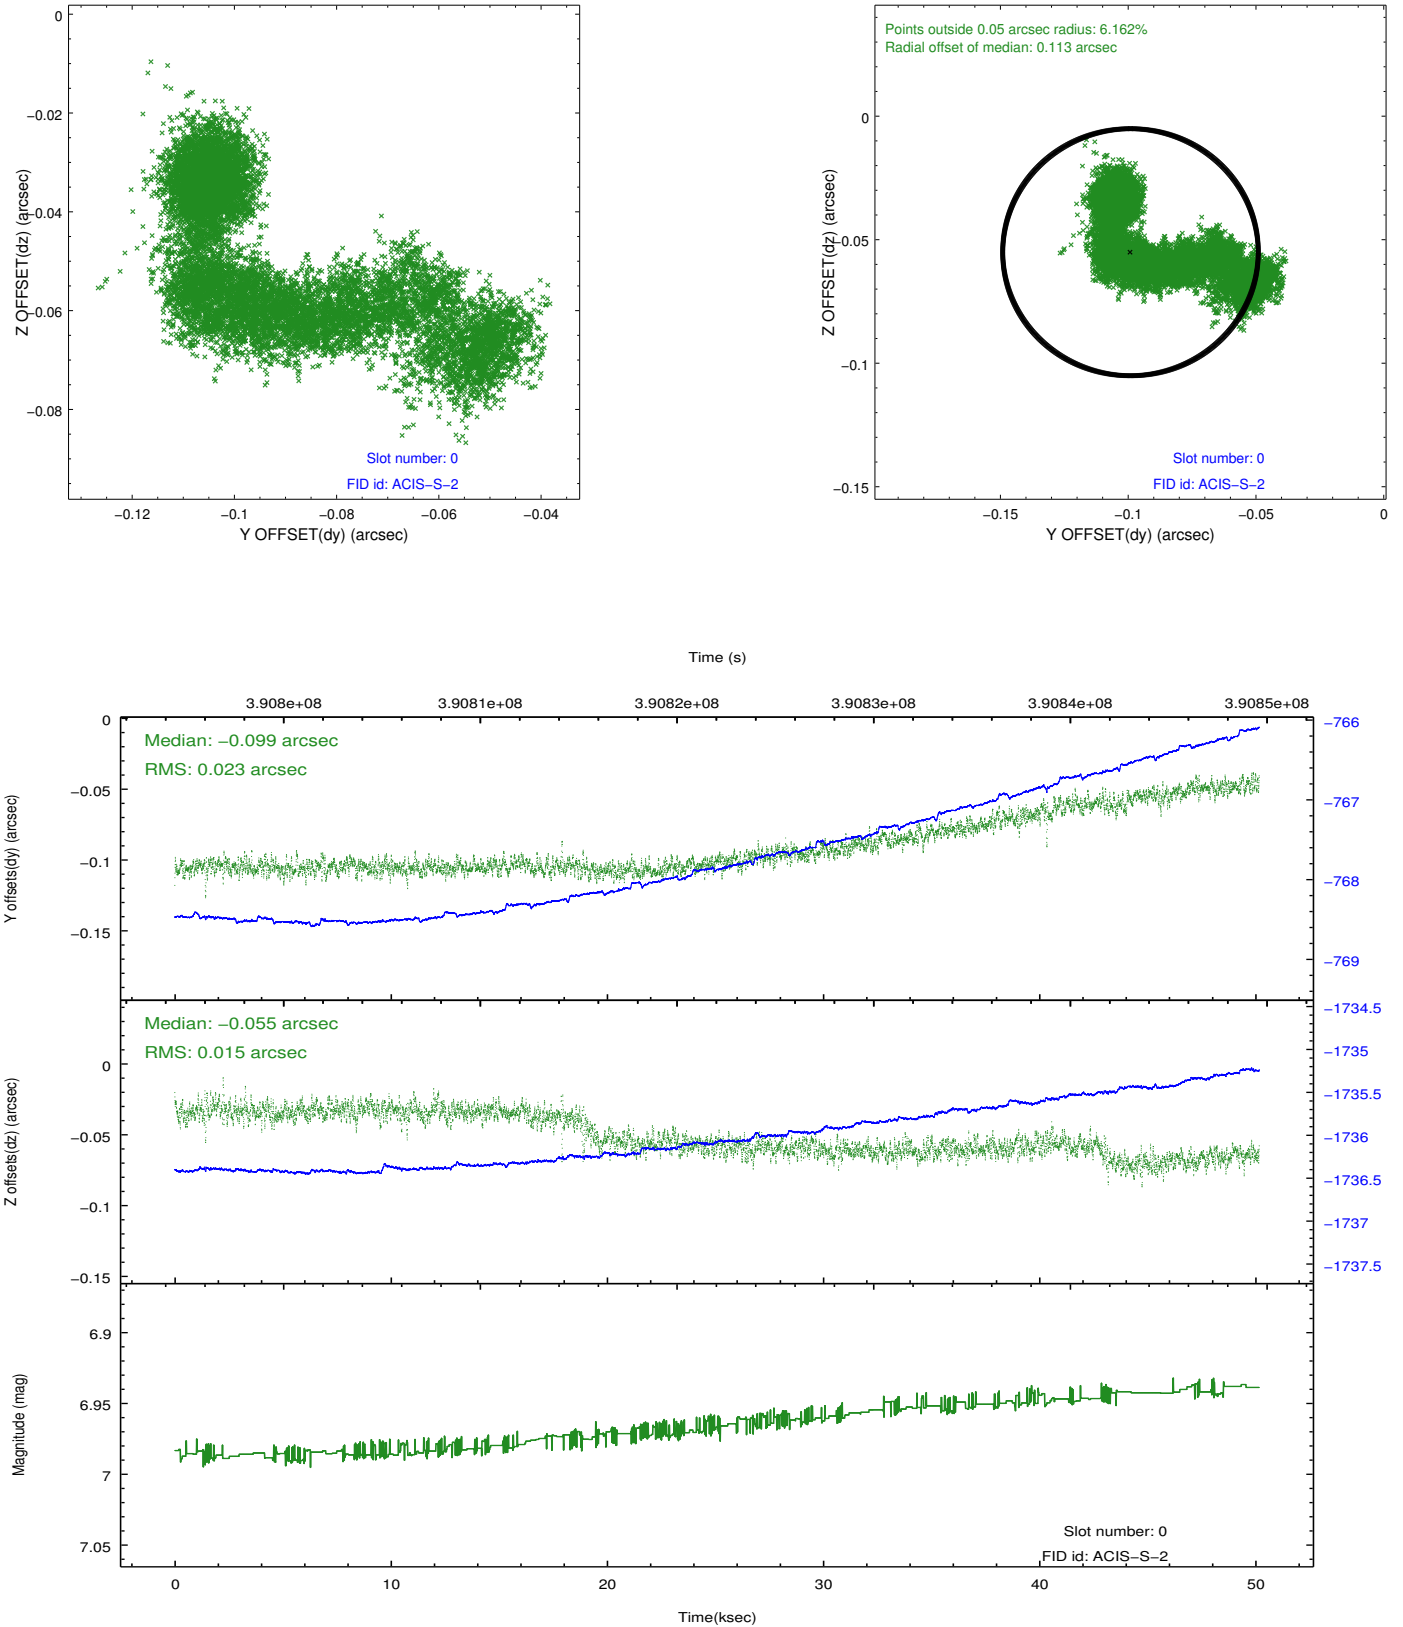 0
−0.02
−0.04
−0.06
−0.08
Z OFFSET(dz) (arcsec)
Slot number: 0
FID id: ACIS−S−2
−0.12
−0.1
−0.08
−0.06
−0.04
Y OFFSET(dy) (arcsec)
Points outside 0.05 arcsec radius: 6.162%
Radial offset of median: 0.113 arcsec
0
−0.05
−0.1
−0.15
Z OFFSET(dz) (arcsec)
Slot number: 0
FID id: ACIS−S−2
−0.15
−0.1
−0.05
0
Y OFFSET(dy) (arcsec)
Time (s)
3.908e+08
3.9081e+08
3.9082e+08
3.9083e+08
3.9084e+08
3.9085e+08
Median: −0.099 arcsec
RMS: 0.023 arcsec
0
−0.05
−0.1
−0.15
Y offsets(dy) (arcsec)
−766
−767
−768
−769
Median: −0.055 arcsec
RMS: 0.015 arcsec
0
−0.05
−0.1
−0.15
Z offsets(dz) (arcsec)
−1734.5
−1735
−1735.5
−1736
−1736.5
−1737
−1737.5
6.9
6.95
7
7.05
Magnitude (mag)
Slot number: 0
FID id: ACIS−S−2
0
10
20
30
40
50
Time(ksec)